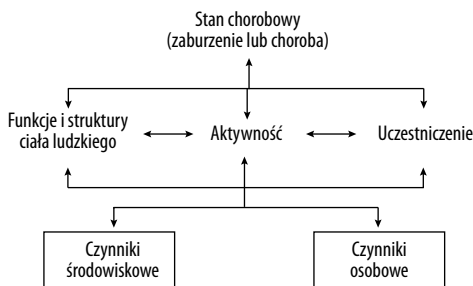 Stan chorobowy
(zaburzenie lub choroba)
Funkcje i struktury
ciała ludzkiego
Aktywność
Uczestniczenie
Czynniki
środowiskowe
Czynniki
osobowe